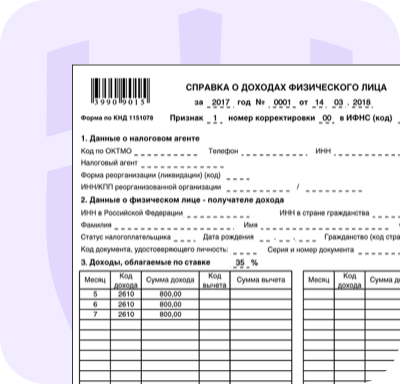 3990 9015
СПРАВКА О ДОХОДАХ ФИЗИЧЕСКОГО ЛИЦА
за 2017 год № 0001 от 14 . 03 . 2018
Форма по КНД 1151078 Признак 1 номер корректировки 00 в ИФНС (код)
1. Данные о налоговом агенте
Код по ОКТМО Телефон ИНН
Налоговый агент
Форма реорганизации (ликвидации) (код)
ИНН/КПП реорганизованной организации /
2. Данные о физическом лице - получателе дохода
ИНН в Российской Федерации ИНН в стране гражданства
Фамилия Имя
Статус налогоплательщика Дата рождения . . Гражданство (код стра
Код документа, удостоверяющего личность: Серия и номер документа
3. Доходы, облагаемые по ставке 35 %
Месяц Код дохода Сумма дохода Код вычета Сумма вычета Месяц Код дохода Сумма д
5 2610 800,00
6 2610 800,00
7 2610 800,00